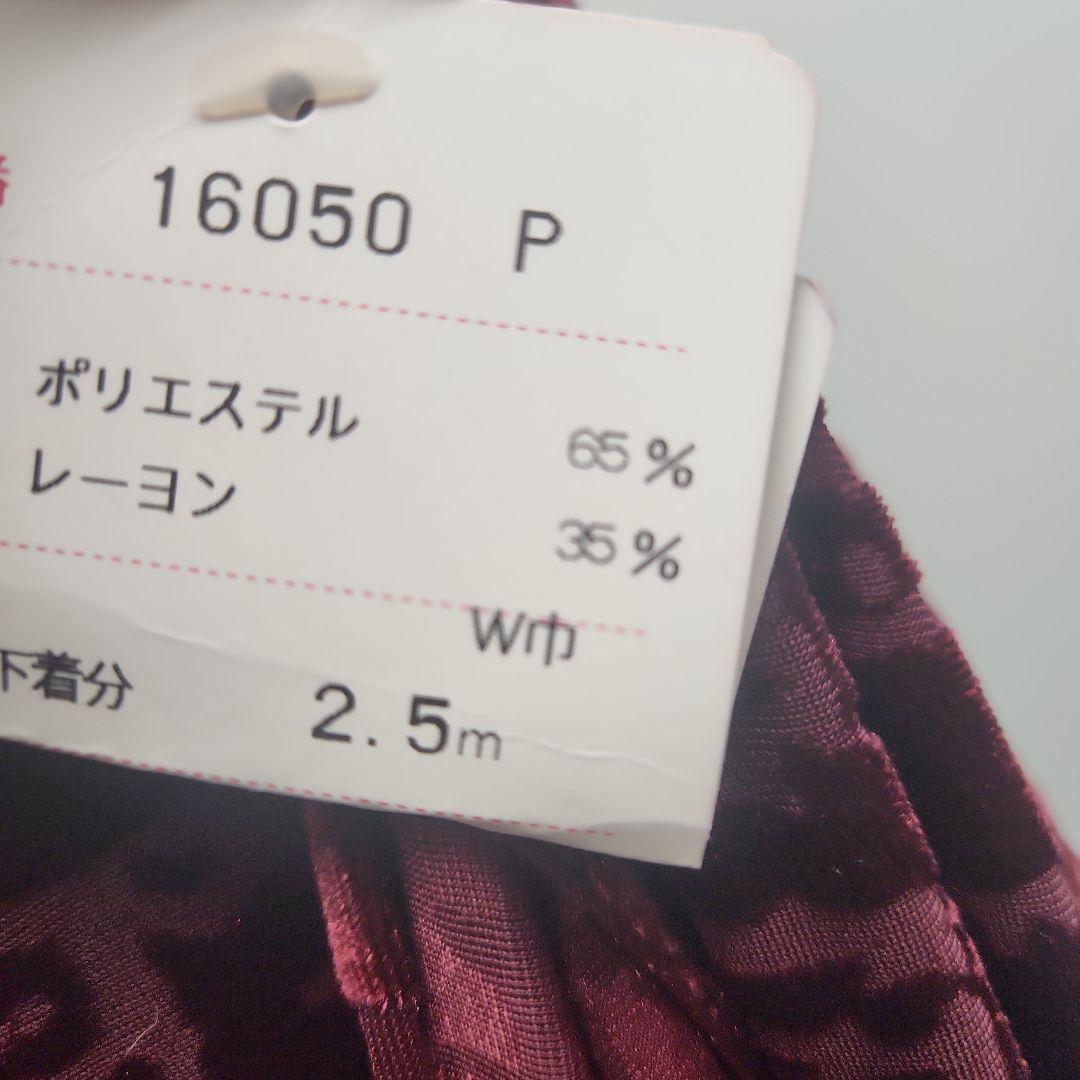 番 16050 P
ポリエステル 65%
レーヨン 35%
W巾
下着分 2.5m